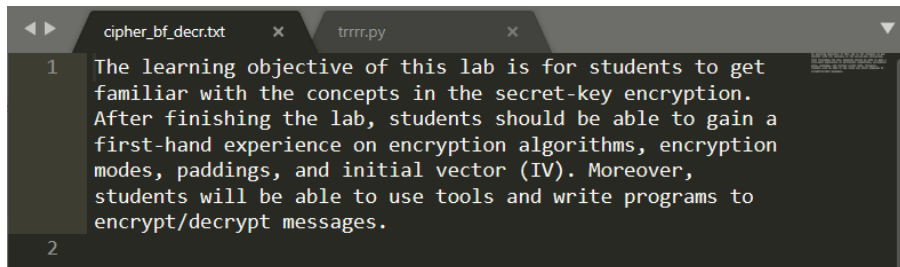 cipher_bf_decr.txt × trrrr.py ×
1 The learning objective of this lab is for students to get
familiar with the concepts in the secret-key encryption.
After finishing the lab, students should be able to gain a
first-hand experience on encryption algorithms, encryption
modes, paddings, and initial vector (IV). Moreover,
students will be able to use tools and write programs to
encrypt/decrypt messages.
2